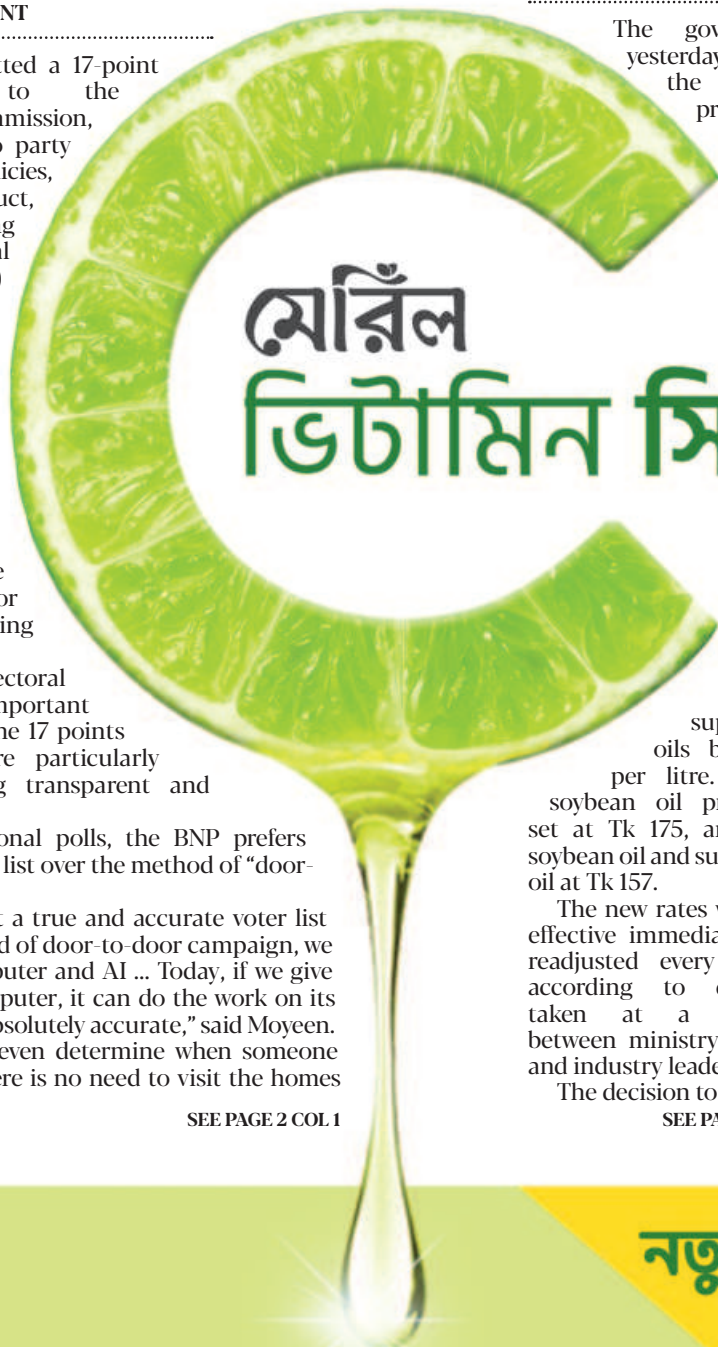 NT
ted a 17-point
to the
mission,
party
icies,
uct,
g
l
e
or
ing
ectoral
mportant
he 17 points
re particularly
g transparent and
onal polls, the BNP prefers
list over the method of “door-
t a true and accurate voter list
d of door-to-door campaign, we
puter and AI ... Today, if we give
puter, it can do the work on its
bsolutely accurate,” said Moyeen.
even determine when someone
ere is no need to visit the homes
SEE PAGE 2 COL 1
মেরিল
ভিটামিন সি
The gov
yesterday
the
pr
sup
oils b
per litre.
soybean oil pr
set at Tk 175, an
soybean oil and su
oil at Tk 157.
The new rates w
effective immedia
readjusted every
according to
taken at a
between ministry
and industry leade
The decision to
SEE PA
নতু